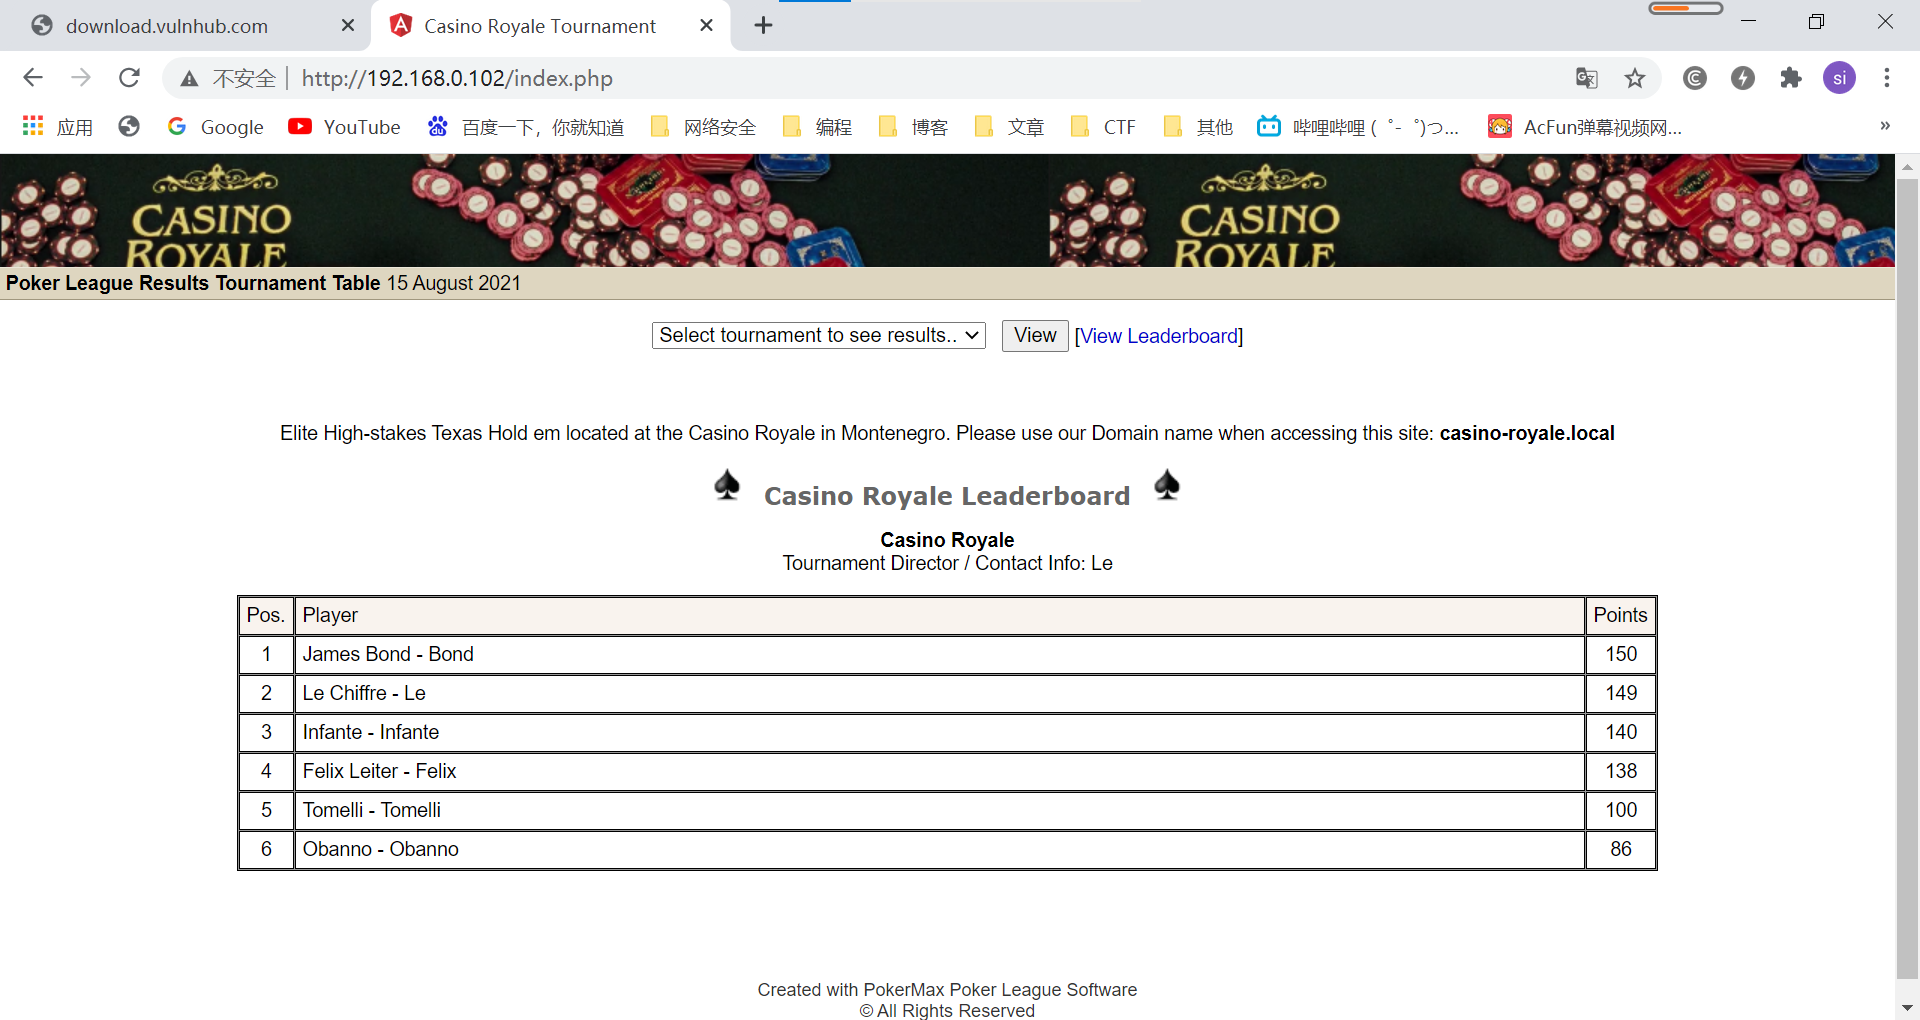 download.vulnhub.com
Casino Royale Tournament
不安全 http://192.168.0.102/index.php
si
应用
Google
YouTube
百度一下，你就知道
网络安全
编程
博客
文章
CTF
其他
哔哩哔哩 ( ゜- ゜)つ...
AcFun弹幕视频网...
»
CASINO ROYALE
CASINO ROYALE
Poker League Results Tournament Table 15 August 2021
Select tournament to see results.. View [View Leaderboard]
Elite High-stakes Texas Hold em located at the Casino Royale in Montenegro. Please use our Domain name when accessing this site: casino-royale.local
Casino Royale Leaderboard
Casino Royale
Tournament Director / Contact Info: Le
Pos. Player Points
1 James Bond - Bond 150
2 Le Chiffre - Le 149
3 Infante - Infante 140
4 Felix Leiter - Felix 138
5 Tomelli - Tomelli 100
6 Obanno - Obanno 86
Created with PokerMax Poker League Software
© All Rights Reserved